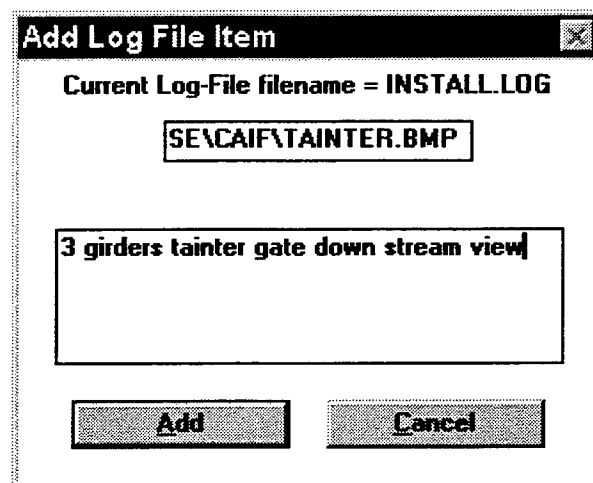 Add Log File Item
Current Log-File filename = INSTALL.LOG
SE\CAIF\TAINTER.BMP
3 girders tainter gate down stream view
Add
Cancel